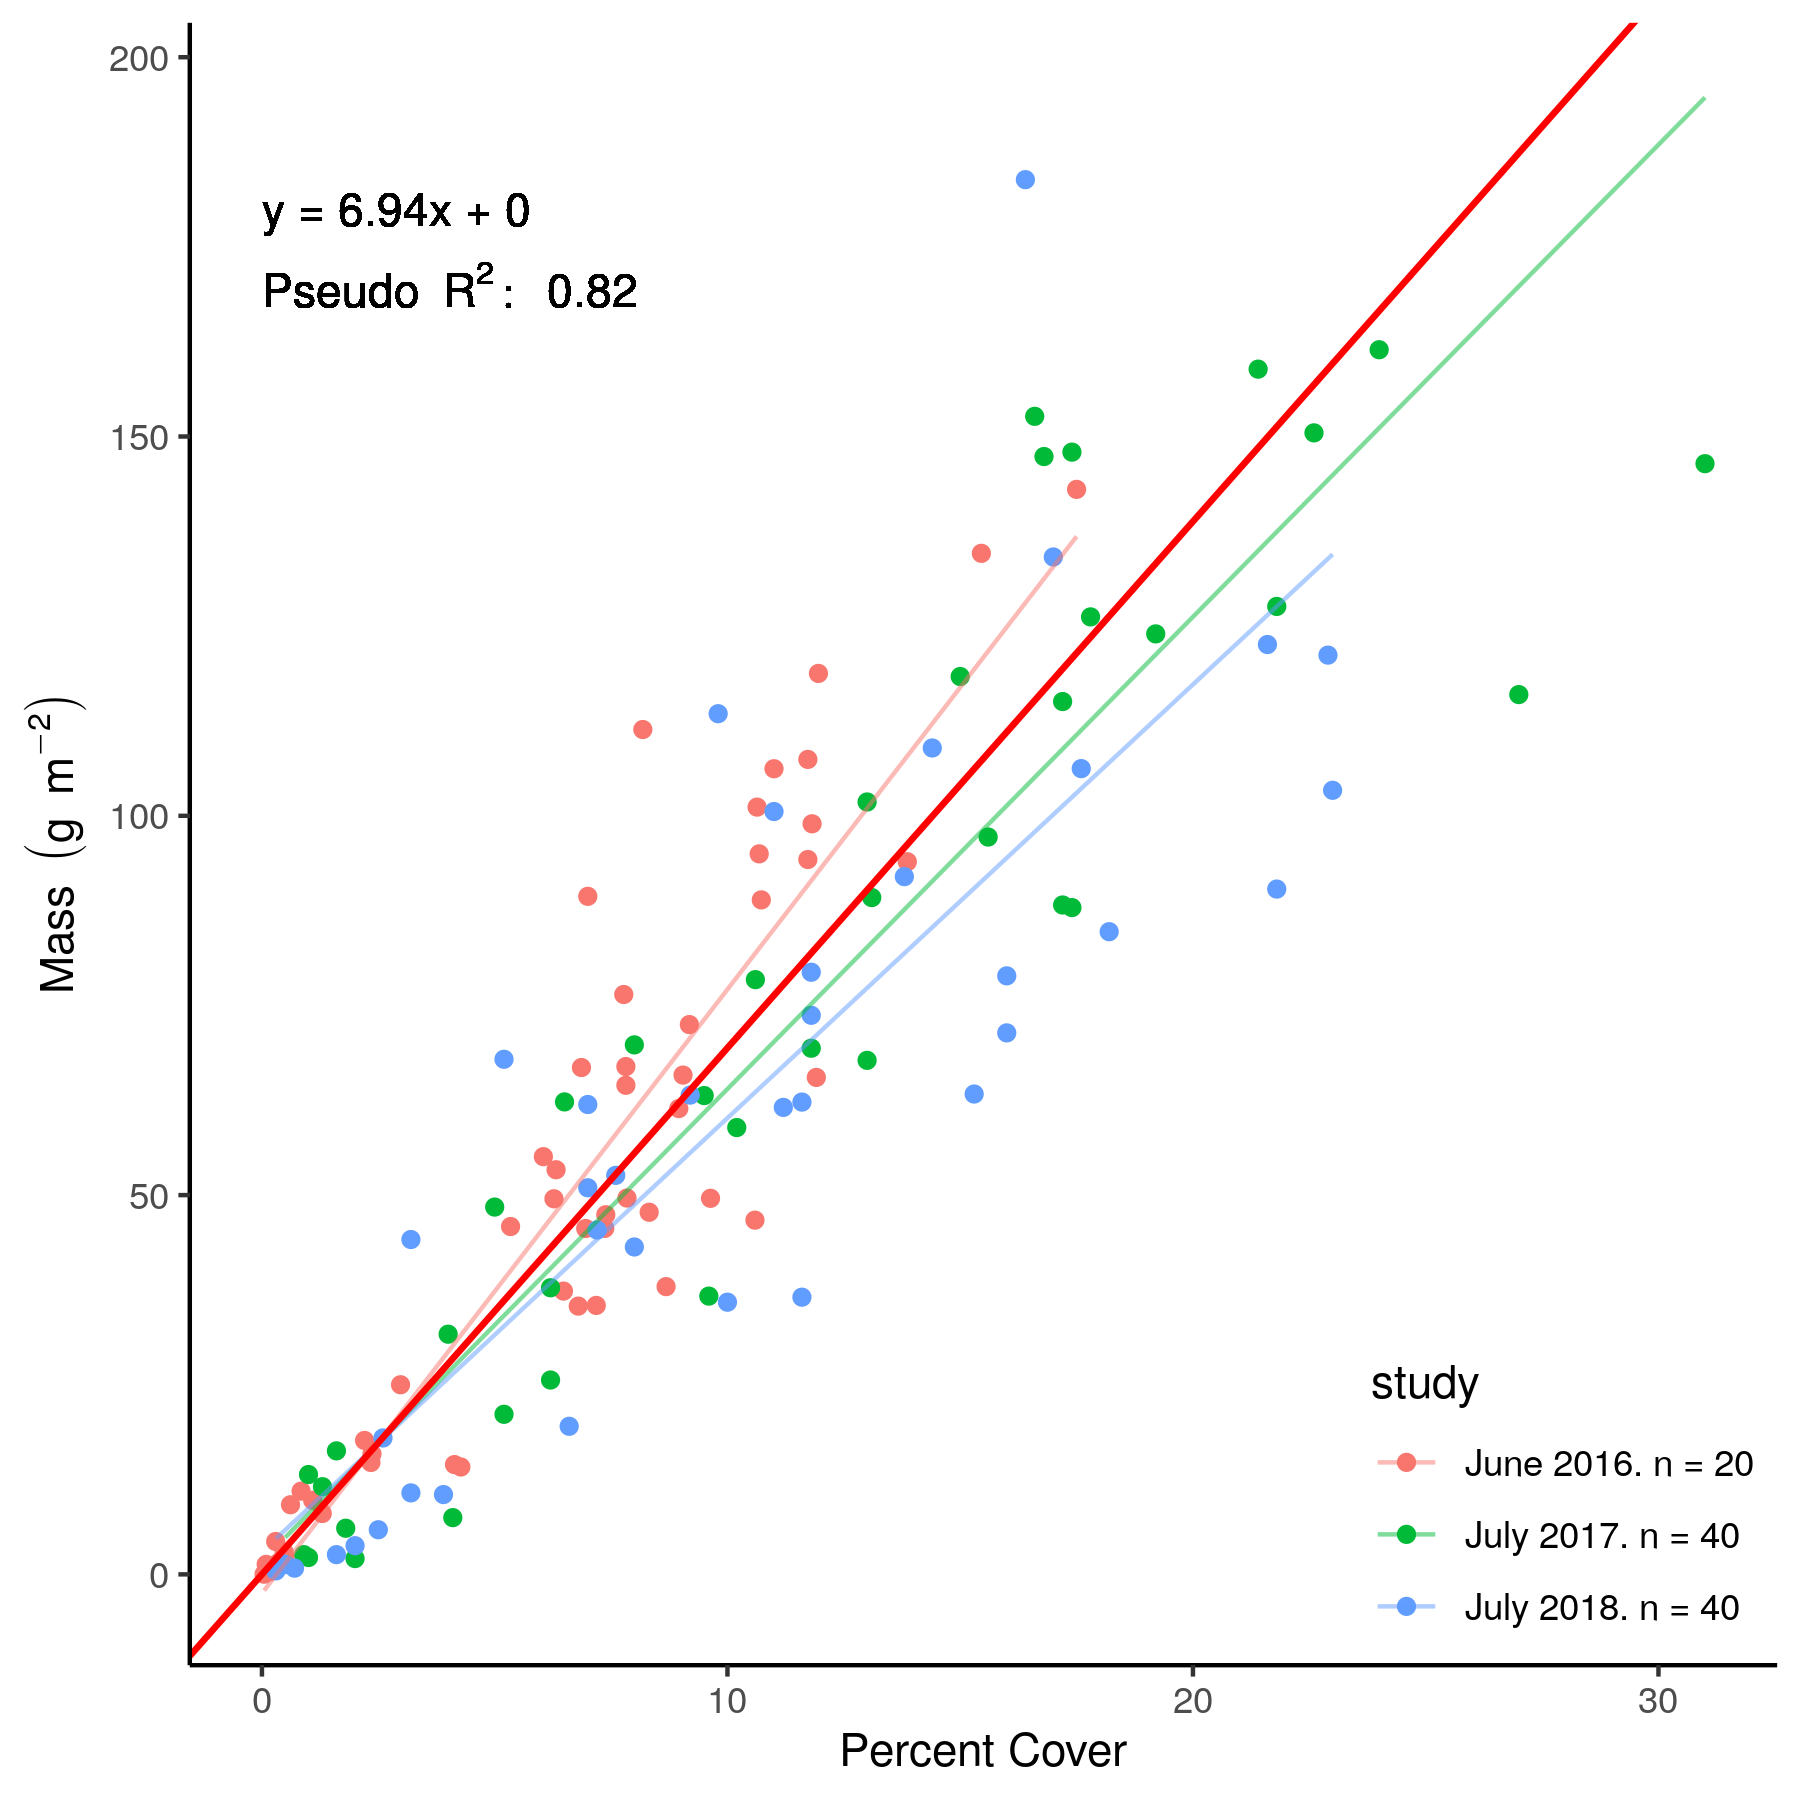 y = 6.94x + 0
Pseudo R²: 0.82
200
150
100
50
0
Mass (g m⁻²)
0 10 20 30
Percent Cover
study
June 2016. n = 20
July 2017. n = 40
July 2018. n = 40